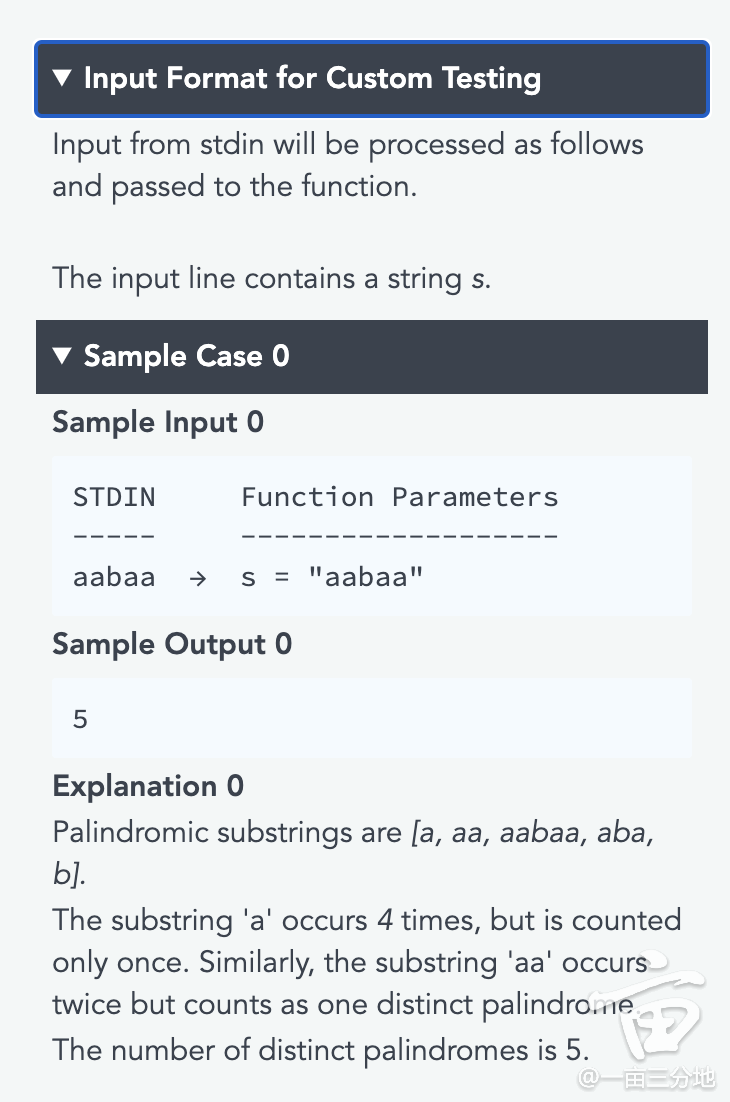 ▼ Input Format for Custom Testing
Input from stdin will be processed as follows
and passed to the function.
The input line contains a string s.
▼ Sample Case 0
Sample Input 0
STDIN     Function Parameters
-----     -------------------
aabaa  →  s = "aabaa"
Sample Output 0
5
Explanation 0
Palindromic substrings are [a, aa, aabaa, aba,
b].
The substring 'a' occurs 4 times, but is counted
only once. Similarly, the substring 'aa' occurs
twice but counts as one distinct palindrome.
The number of distinct palindromes is 5.
@一亩三分地